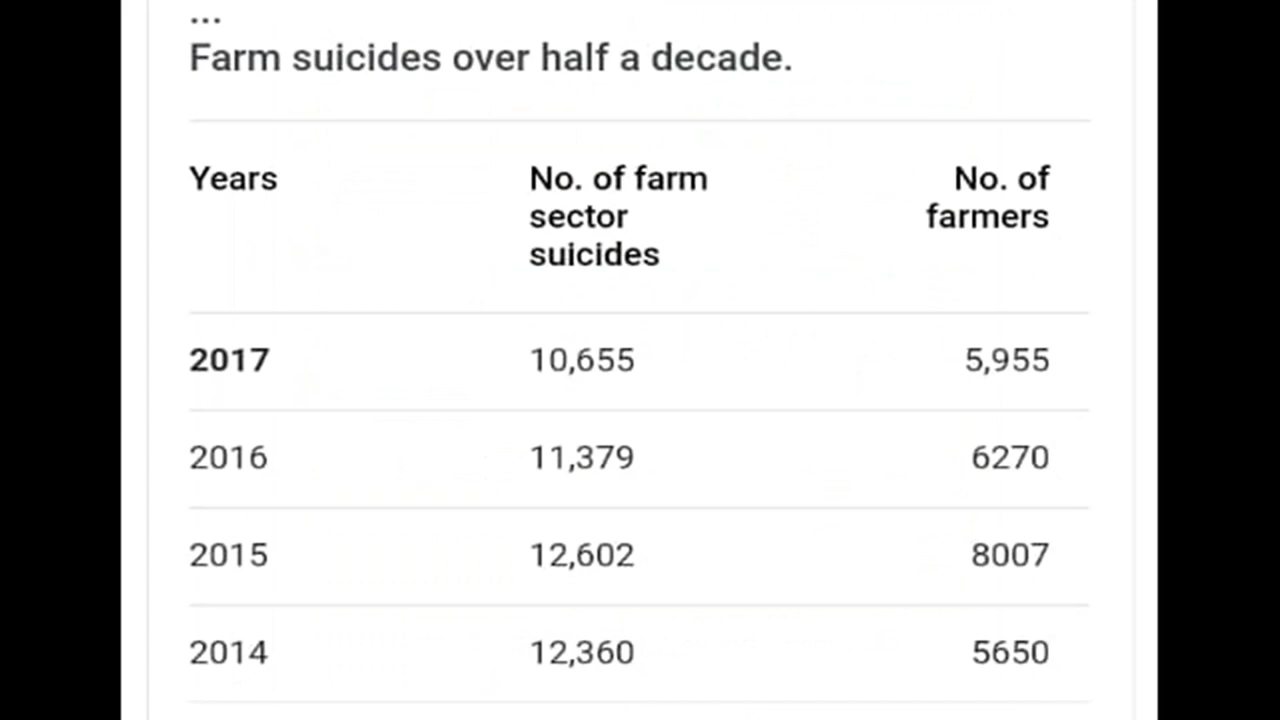 ...
Farm suicides over half a decade.
Years No. of farm sector suicides No. of farmers
2017 10,655 5,955
2016 11,379 6270
2015 12,602 8007
2014 12,360 5650